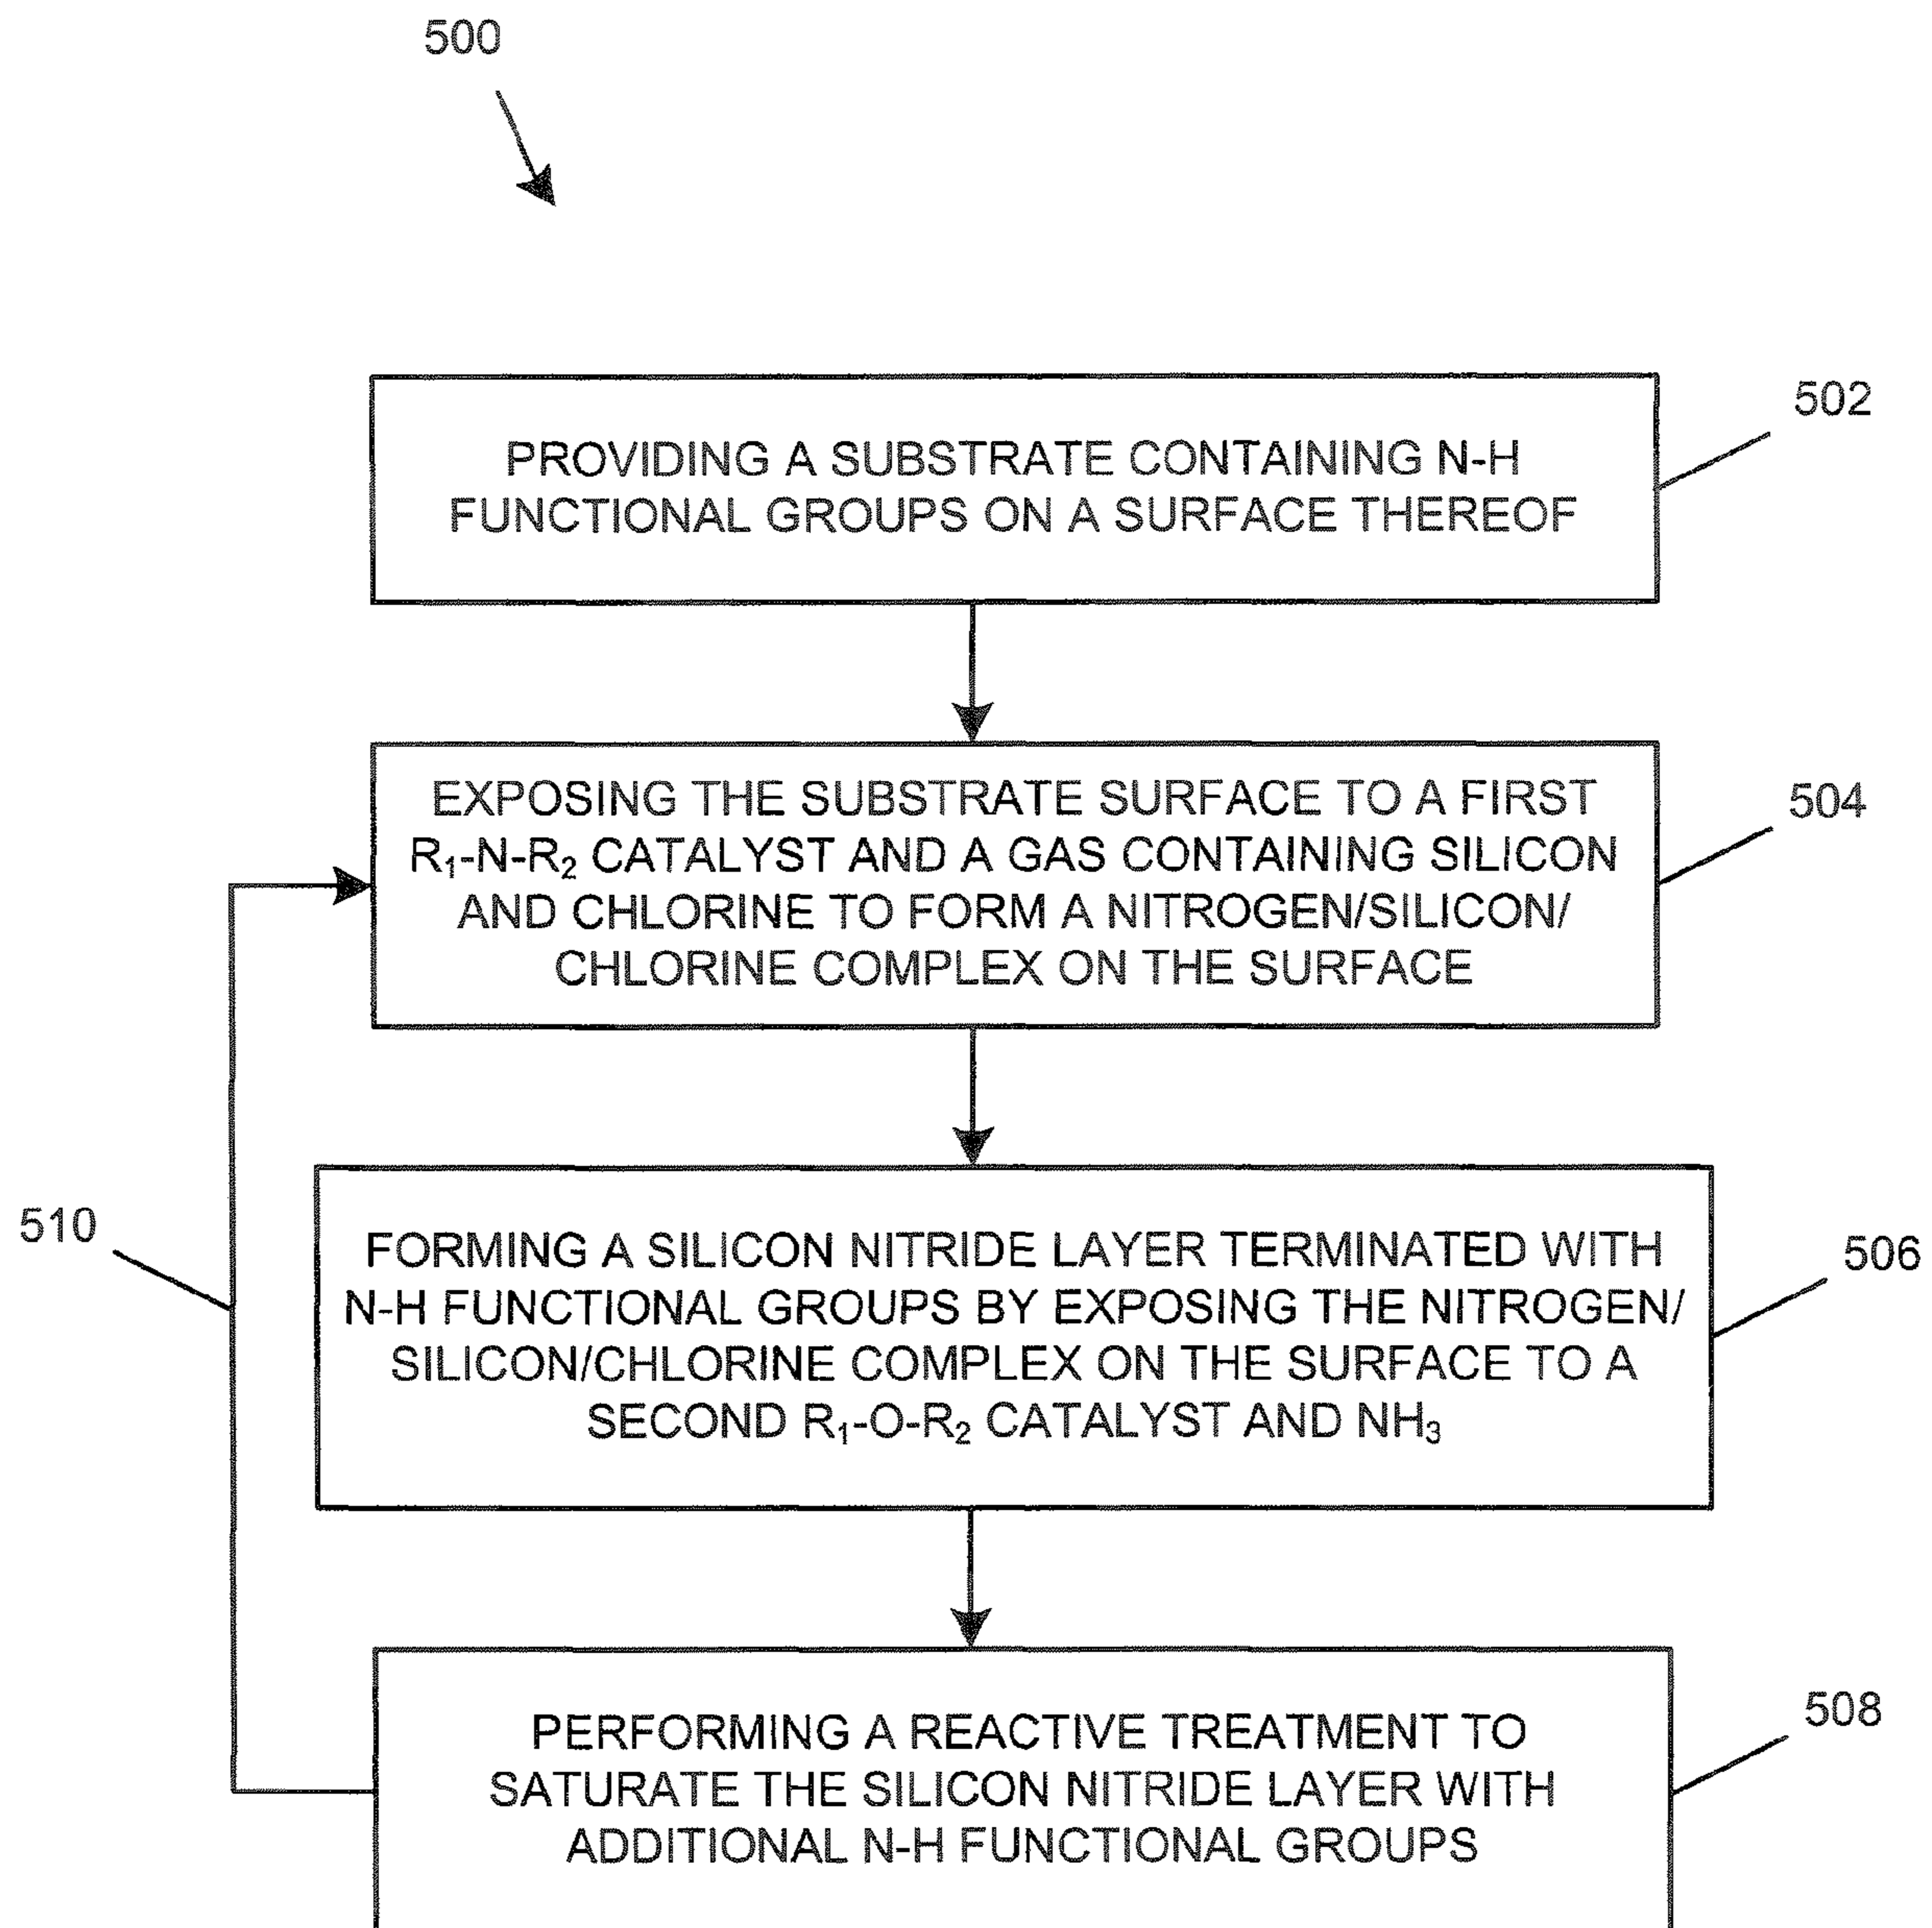 500
502
PROVIDING A SUBSTRATE CONTAINING N-H
FUNCTIONAL GROUPS ON A SURFACE THEREOF
504
EXPOSING THE SUBSTRATE SURFACE TO A FIRST
R₁-N-R₂ CATALYST AND A GAS CONTAINING SILICON
AND CHLORINE TO FORM A NITROGEN/SILICON/
CHLORINE COMPLEX ON THE SURFACE
510
506
FORMING A SILICON NITRIDE LAYER TERMINATED WITH
N-H FUNCTIONAL GROUPS BY EXPOSING THE NITROGEN/
SILICON/CHLORINE COMPLEX ON THE SURFACE TO A
SECOND R₁-O-R₂ CATALYST AND NH₃
508
PERFORMING A REACTIVE TREATMENT TO
SATURATE THE SILICON NITRIDE LAYER WITH
ADDITIONAL N-H FUNCTIONAL GROUPS